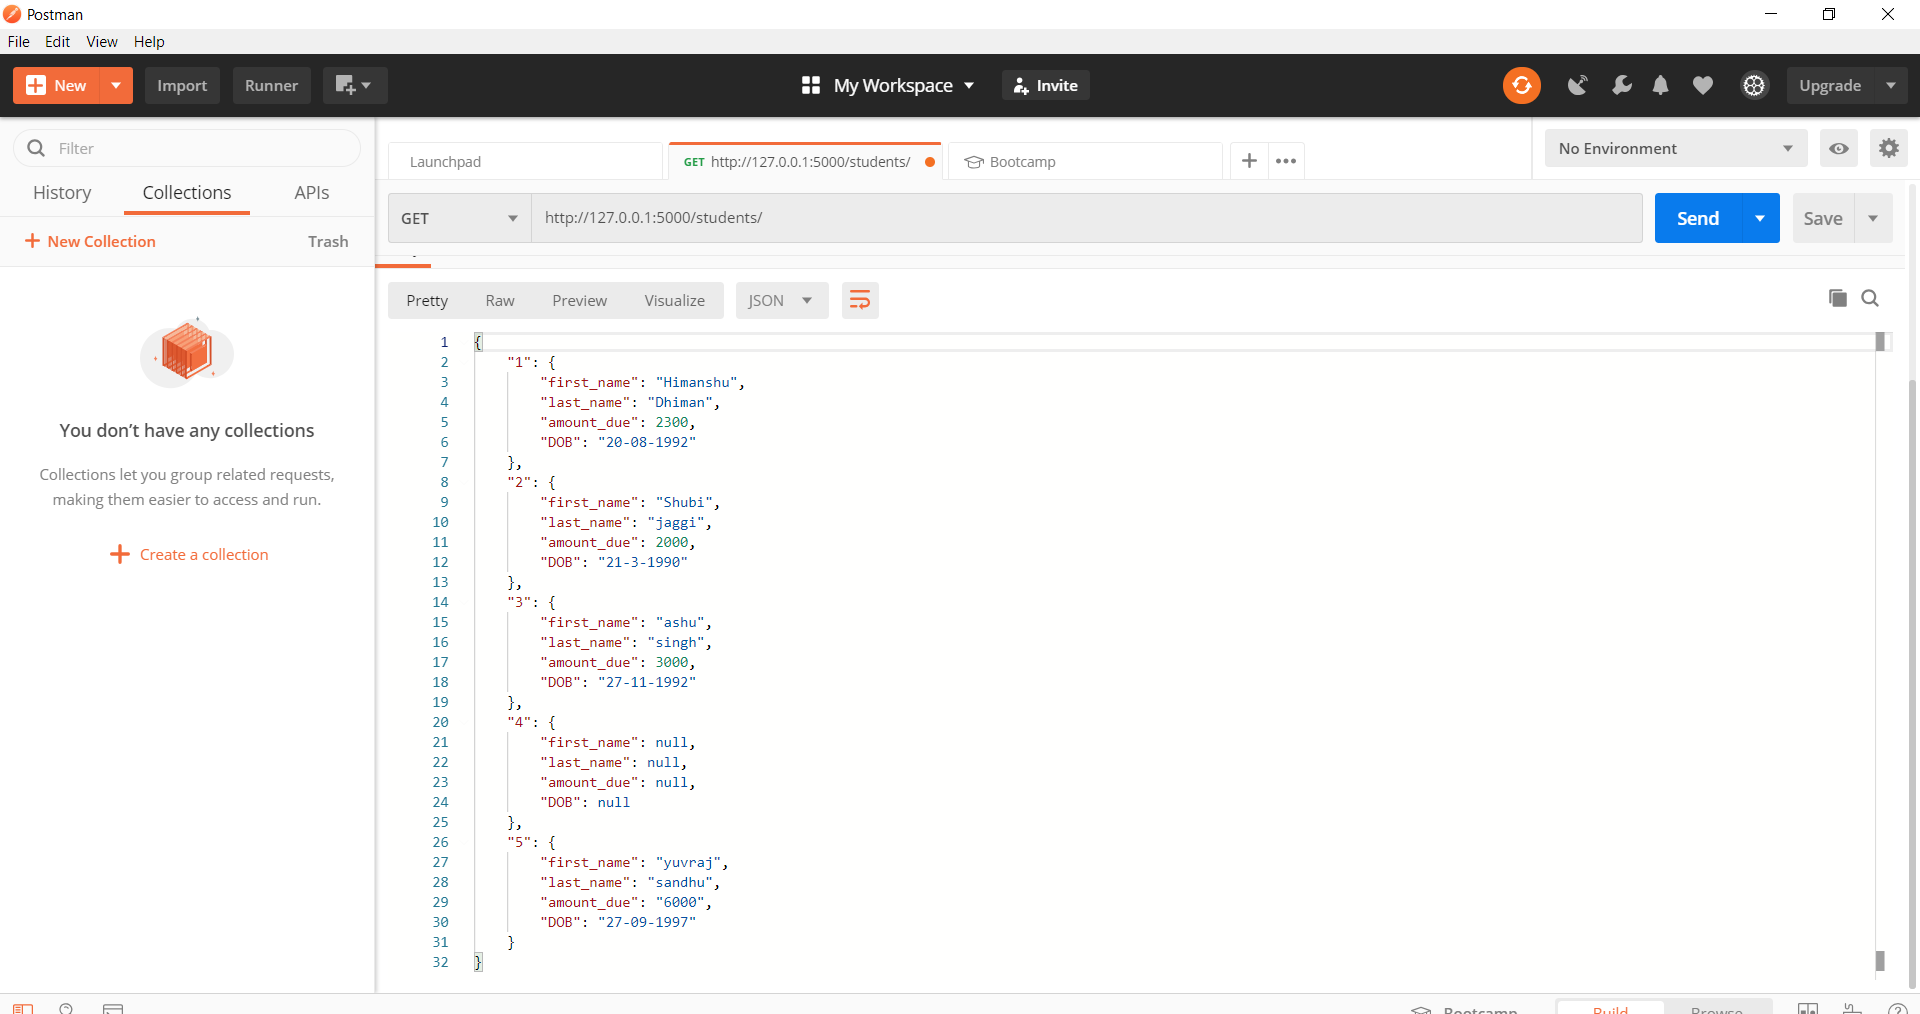 Postman
File Edit View Help
New Import Runner My Workspace Invite Upgrade
Filter
History Collections APIs
New Collection Trash
You don’t have any collections
Collections let you group related requests,
making them easier to access and run.
Create a collection
Launchpad GET http://127.0.0.1:5000/students/ Bootcamp
No Environment
GET http://127.0.0.1:5000/students/ Send Save
Pretty Raw Preview Visualize JSON
1 {
2 "1": {
3 "first_name": "Himanshu",
4 "last_name": "Dhiman",
5 "amount_due": 2300,
6 "DOB": "20-08-1992"
7 },
8 "2": {
9 "first_name": "Shubi",
10 "last_name": "jaggi",
11 "amount_due": 2000,
12 "DOB": "21-3-1990"
13 },
14 "3": {
15 "first_name": "ashu",
16 "last_name": "singh",
17 "amount_due": 3000,
18 "DOB": "27-11-1992"
19 },
20 "4": {
21 "first_name": null,
22 "last_name": null,
23 "amount_due": null,
24 "DOB": null
25 },
26 "5": {
27 "first_name": "yuvraj",
28 "last_name": "sandhu",
29 "amount_due": "6000",
30 "DOB": "27-09-1997"
31 }
32 }
Bootcamp Build Browse